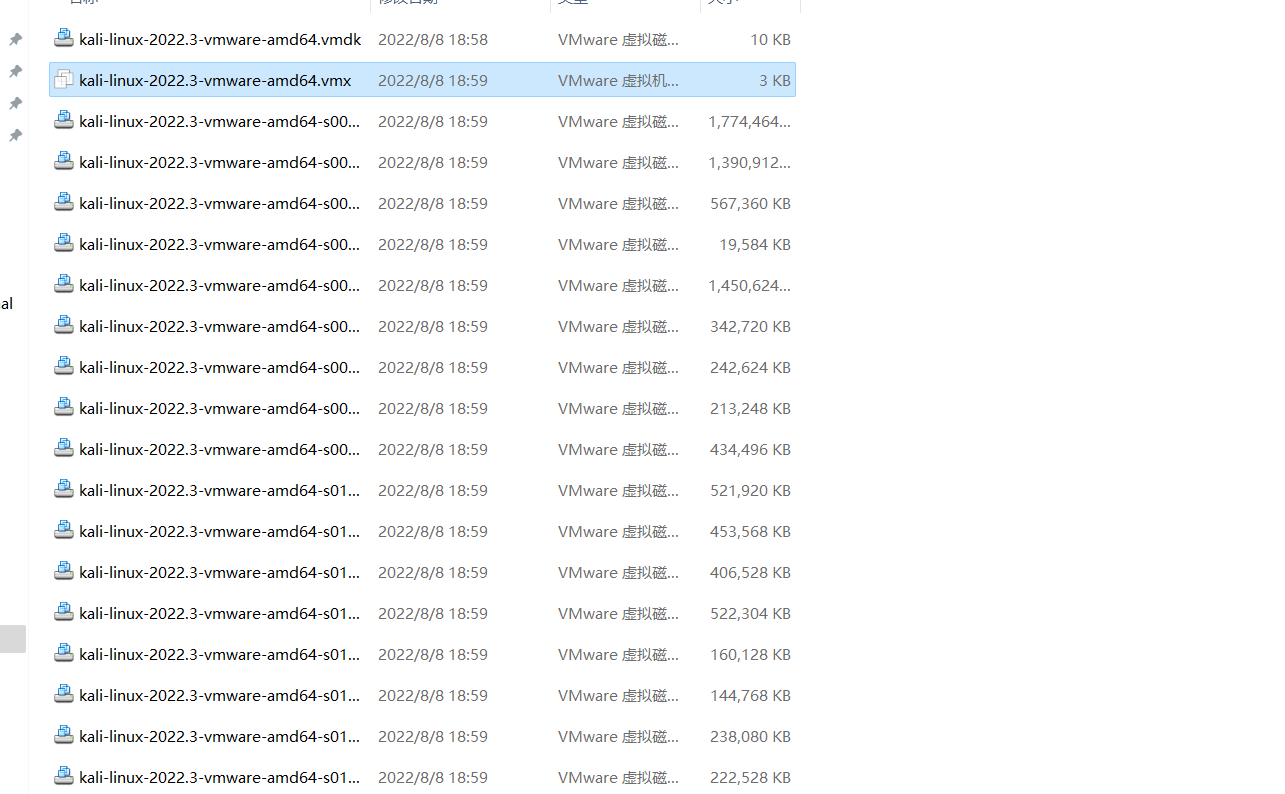 名称 修改日期 类型 大小
kali-linux-2022.3-vmware-amd64.vmdk 2022/8/8 18:58 VMware 虚拟磁... 10 KB
kali-linux-2022.3-vmware-amd64.vmx 2022/8/8 18:59 VMware 虚拟机... 3 KB
kali-linux-2022.3-vmware-amd64-s00... 2022/8/8 18:59 VMware 虚拟磁... 1,774,464...
kali-linux-2022.3-vmware-amd64-s00... 2022/8/8 18:59 VMware 虚拟磁... 1,390,912...
kali-linux-2022.3-vmware-amd64-s00... 2022/8/8 18:59 VMware 虚拟磁... 567,360 KB
kali-linux-2022.3-vmware-amd64-s00... 2022/8/8 18:59 VMware 虚拟磁... 19,584 KB
kali-linux-2022.3-vmware-amd64-s00... 2022/8/8 18:59 VMware 虚拟磁... 1,450,624...
al
kali-linux-2022.3-vmware-amd64-s00... 2022/8/8 18:59 VMware 虚拟磁... 342,720 KB
kali-linux-2022.3-vmware-amd64-s00... 2022/8/8 18:59 VMware 虚拟磁... 242,624 KB
kali-linux-2022.3-vmware-amd64-s00... 2022/8/8 18:59 VMware 虚拟磁... 213,248 KB
kali-linux-2022.3-vmware-amd64-s00... 2022/8/8 18:59 VMware 虚拟磁... 434,496 KB
kali-linux-2022.3-vmware-amd64-s01... 2022/8/8 18:59 VMware 虚拟磁... 521,920 KB
kali-linux-2022.3-vmware-amd64-s01... 2022/8/8 18:59 VMware 虚拟磁... 453,568 KB
kali-linux-2022.3-vmware-amd64-s01... 2022/8/8 18:59 VMware 虚拟磁... 406,528 KB
kali-linux-2022.3-vmware-amd64-s01... 2022/8/8 18:59 VMware 虚拟磁... 522,304 KB
kali-linux-2022.3-vmware-amd64-s01... 2022/8/8 18:59 VMware 虚拟磁... 160,128 KB
kali-linux-2022.3-vmware-amd64-s01... 2022/8/8 18:59 VMware 虚拟磁... 144,768 KB
kali-linux-2022.3-vmware-amd64-s01... 2022/8/8 18:59 VMware 虚拟磁... 238,080 KB
kali-linux-2022.3-vmware-amd64-s01... 2022/8/8 18:59 VMware 虚拟磁... 222,528 KB